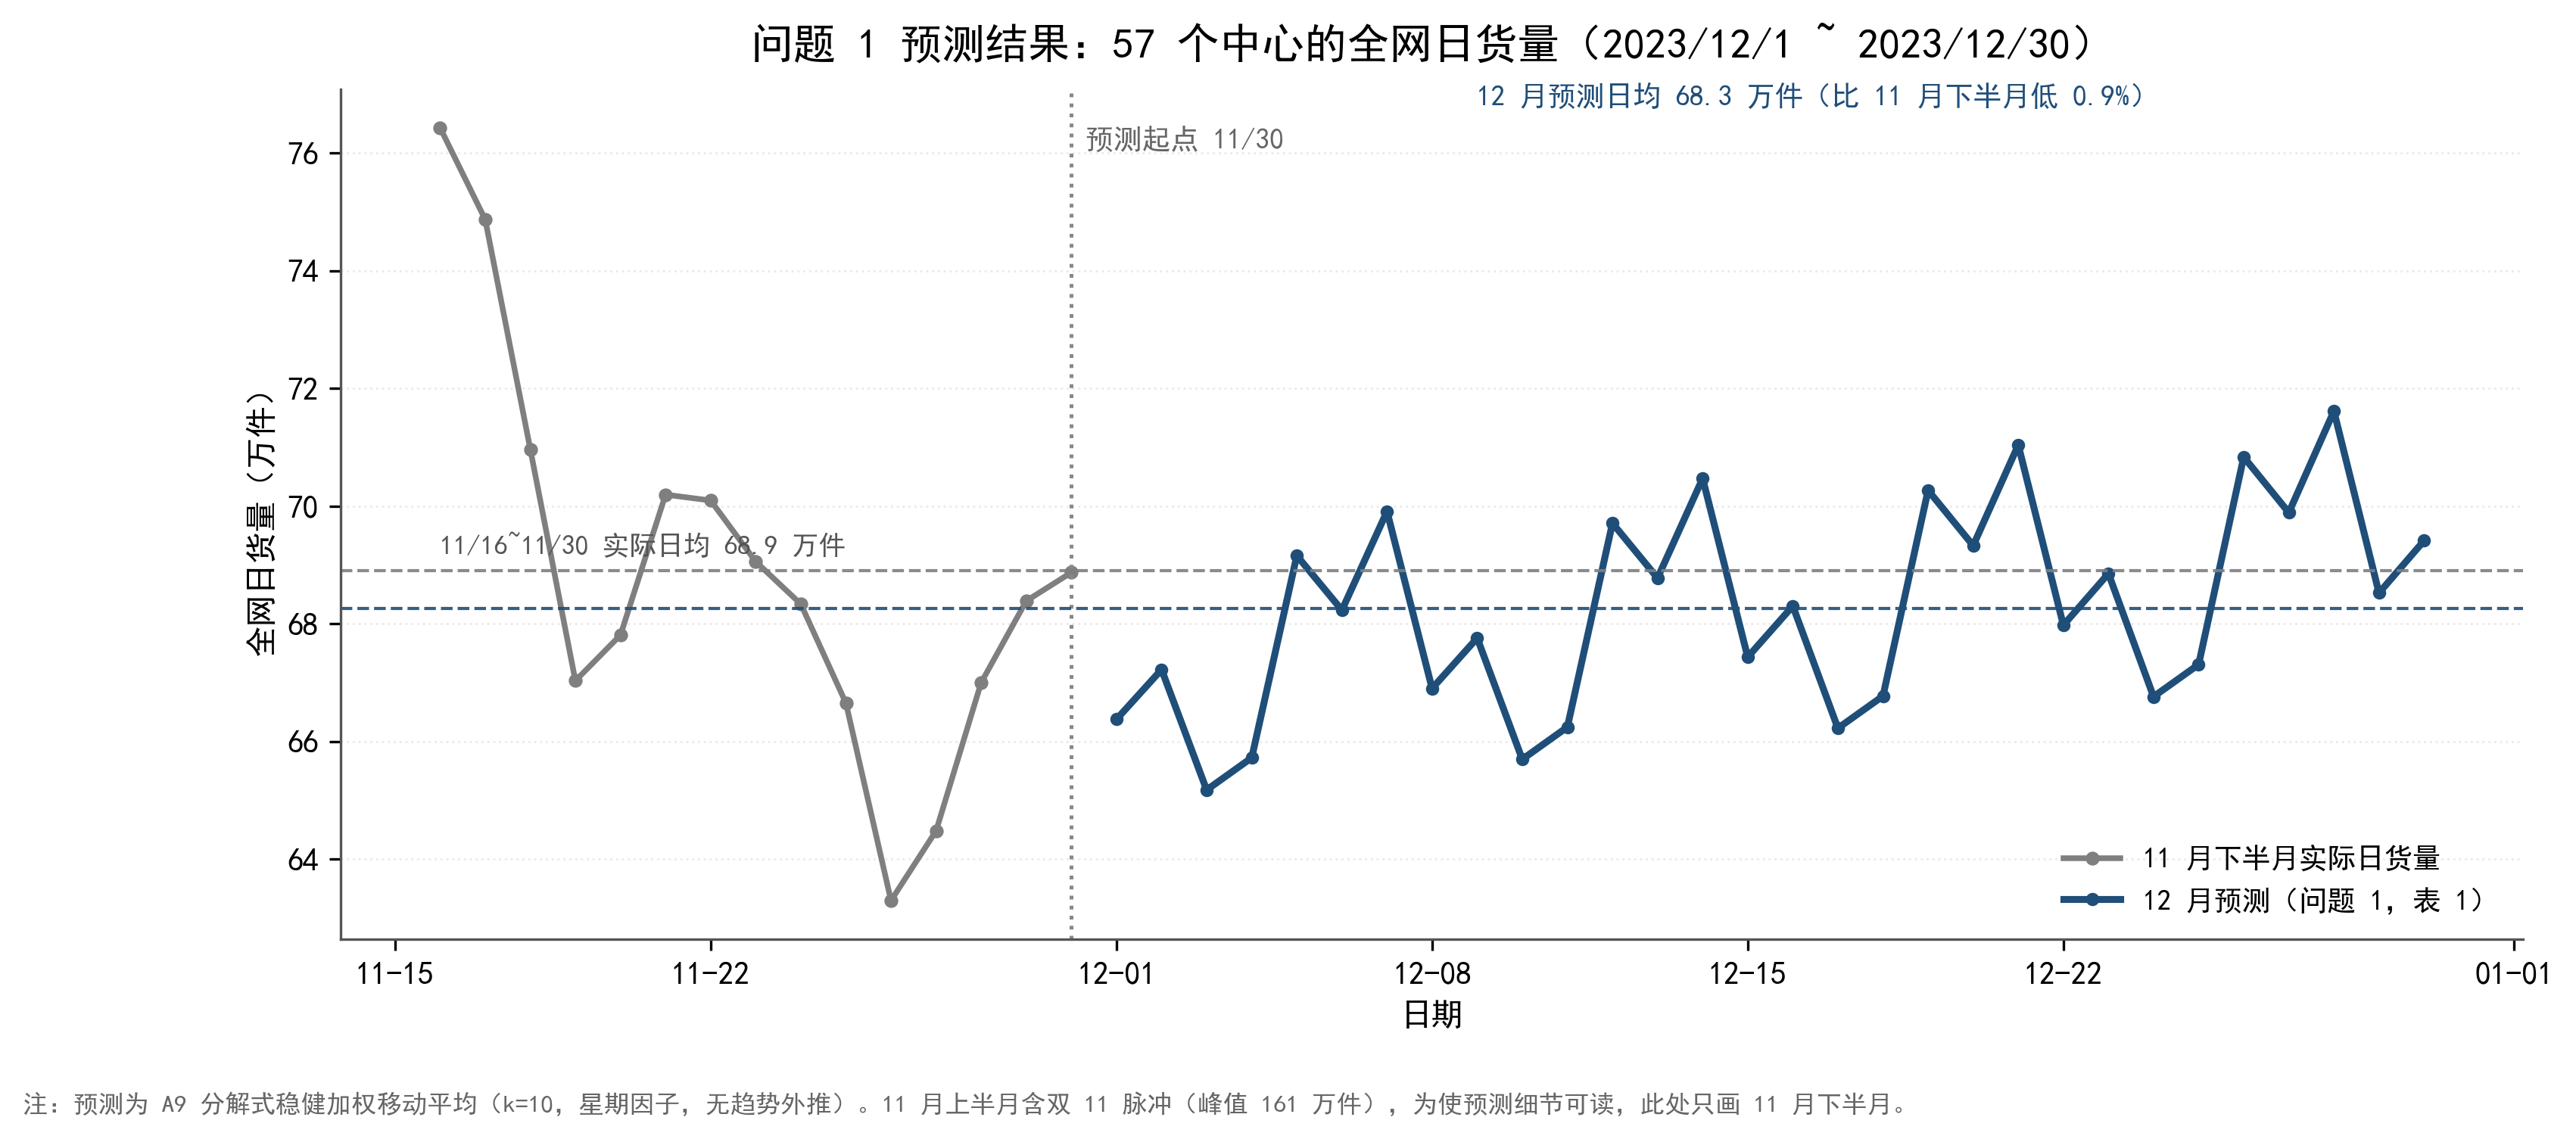 问题 1 预测结果：57 个中心的全网日货量（2023/12/1 ~ 2023/12/30）
12 月预测日均 68.3 万件（比 11 月下半月低 0.9%）
预测起点 11/30
76
74
72
70
68
66
64
全网日货量（万件）
11/16~11/30 实际日均 68.9 万件
11 月下半月实际日货量
12 月预测（问题 1，表 1）
11-15
11-22
12-01
12-08
12-15
12-22
01-01
日期
注：预测为 A9 分解式稳健加权移动平均（k=10，星期因子，无趋势外推）。11 月上半月含双 11 脉冲（峰值 161 万件），为使预测细节可读，此处只画 11 月下半月。